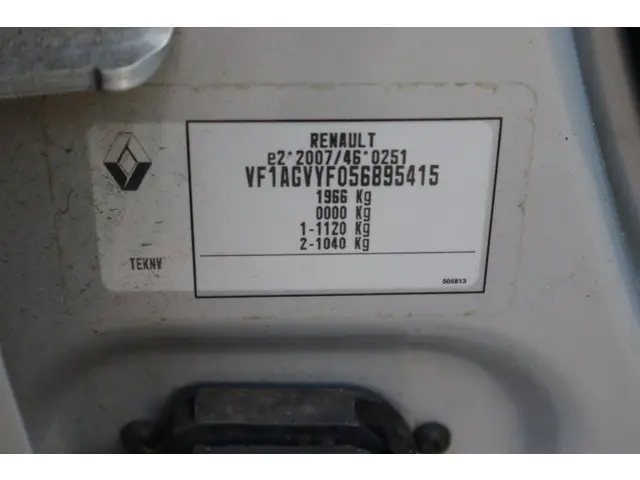 RENAULT
e2*2007/46*0251
VF1AGVYF056895415
1966 Kg
0000 Kg
1-1120 Kg
2-1040 Kg
TEKNV
505813